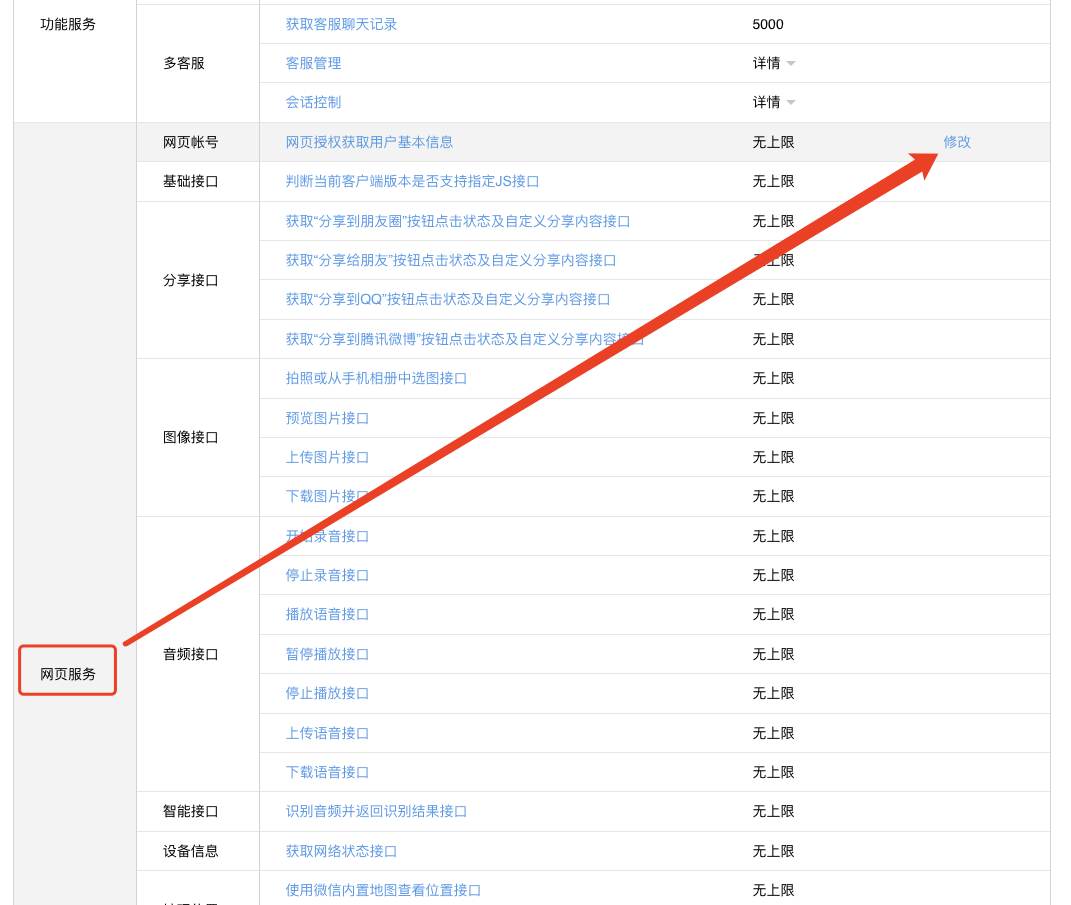 功能服务
获取客服聊天记录 5000
多客服
客服管理 详情
会话控制 详情
网页帐号 网页授权获取用户基本信息 无上限 修改
基础接口 判断当前客户端版本是否支持指定JS接口 无上限
分享接口
获取“分享到朋友圈”按钮点击状态及自定义分享内容接口 无上限
获取“分享给朋友”按钮点击状态及自定义分享内容接口 无上限
获取“分享到QQ”按钮点击状态及自定义分享内容接口 无上限
获取“分享到腾讯微博”按钮点击状态及自定义分享内容接口 无上限
图像接口
拍照或从手机相册中选图接口 无上限
预览图片接口 无上限
上传图片接口 无上限
下载图片接口 无上限
音频接口
开始录音接口 无上限
停止录音接口 无上限
播放语音接口 无上限
暂停播放接口 无上限
网页服务
停止播放接口 无上限
上传语音接口 无上限
下载语音接口 无上限
智能接口 识别音频并返回识别结果接口 无上限
设备信息 获取网络状态接口 无上限
使用微信内置地图查看位置接口 无上限